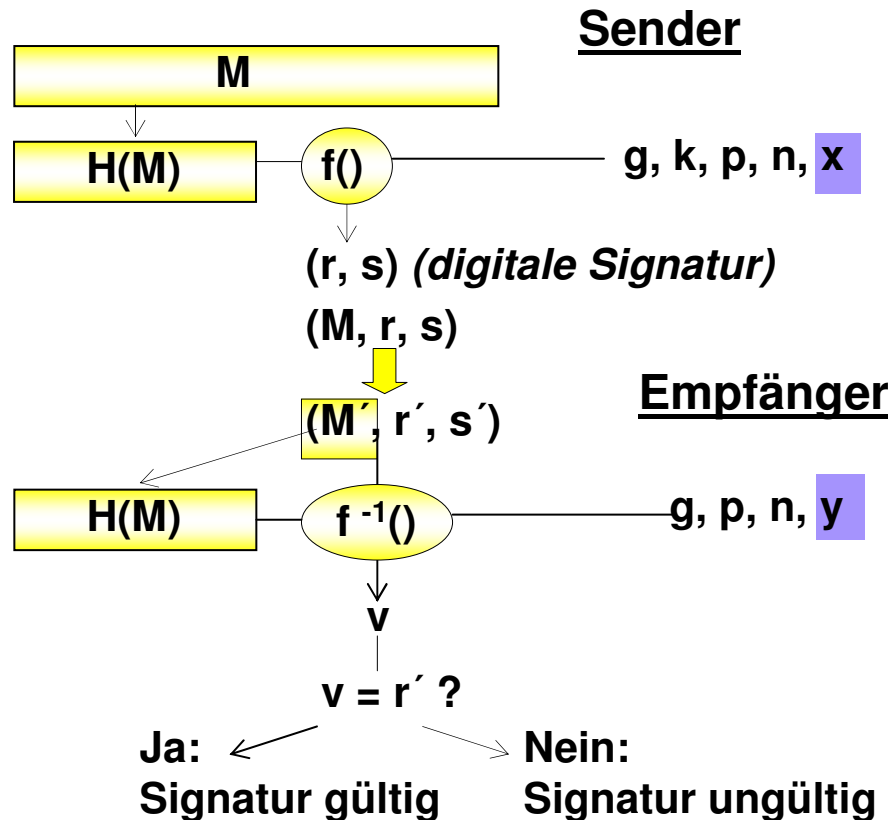 Sender
M
H(M)
f()
g, k, p, n, x
(r, s) (digitale Signatur)
(M, r, s)
Empfänger
(M´, r´, s´)
H(M)
f ⁻¹()
g, p, n, y
v
v = r´ ?
Ja:
Signatur gültig
Nein:
Signatur ungültig